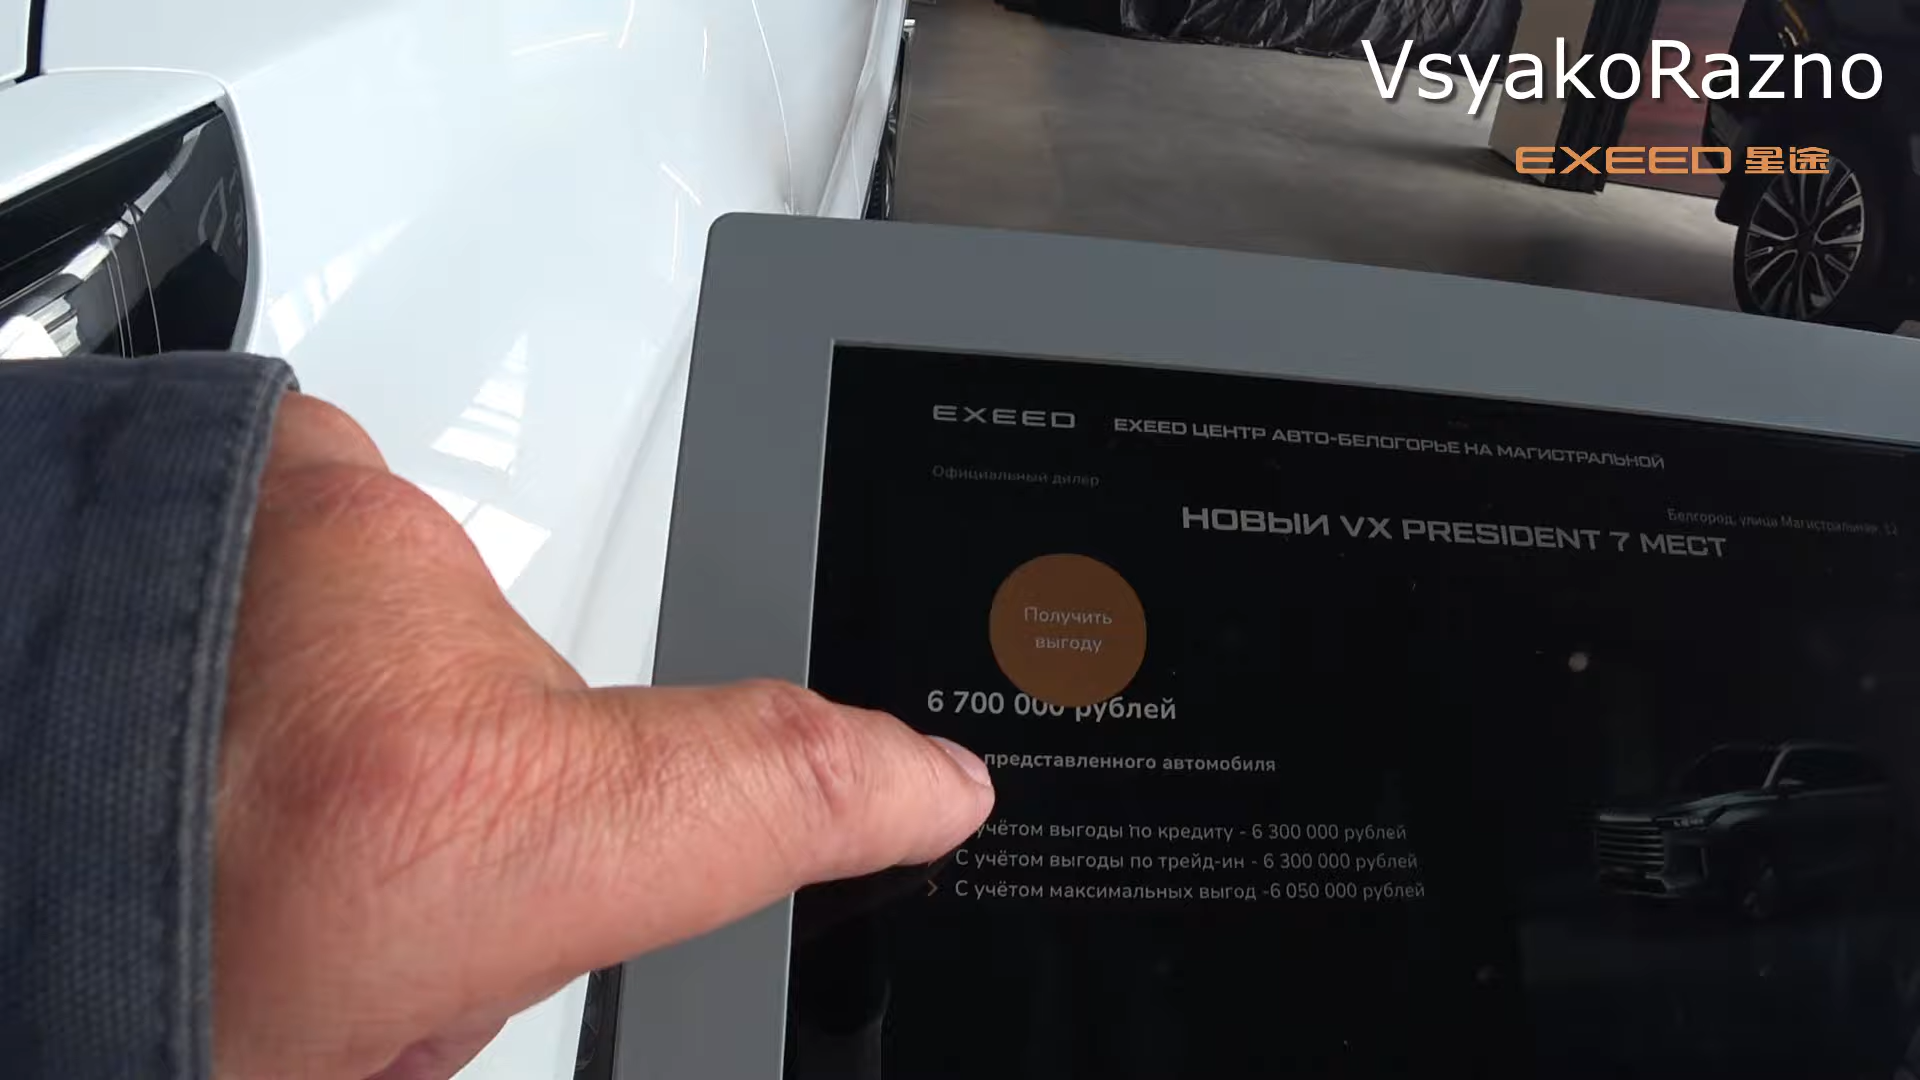 VsyakoRazno
EXEED 星途
EXEED
EXEED ЦЕНТР АВТО-БЕЛОГОРЬЕ НА МАГИСТРАЛЬНОЙ
Официальный дилер
Белгород, улица Магистральная, 12
НОВЫЙ VX PRESIDENT 7 МЕСТ
Получить
выгоду
6 700 000 рублей
представленного автомобиля
учётом выгоды по кредиту - 6 300 000 рублей
С учётом выгоды по трейд-ин - 6 300 000 рублей
С учётом максимальных выгод -6 050 000 рублей